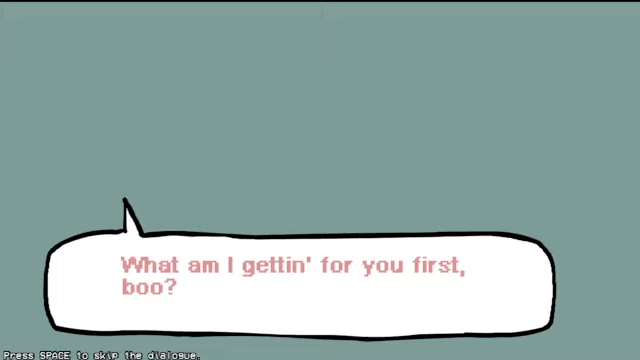 What am I gettin' for you first,
boo?
Press SPACE to skip the dialogue.